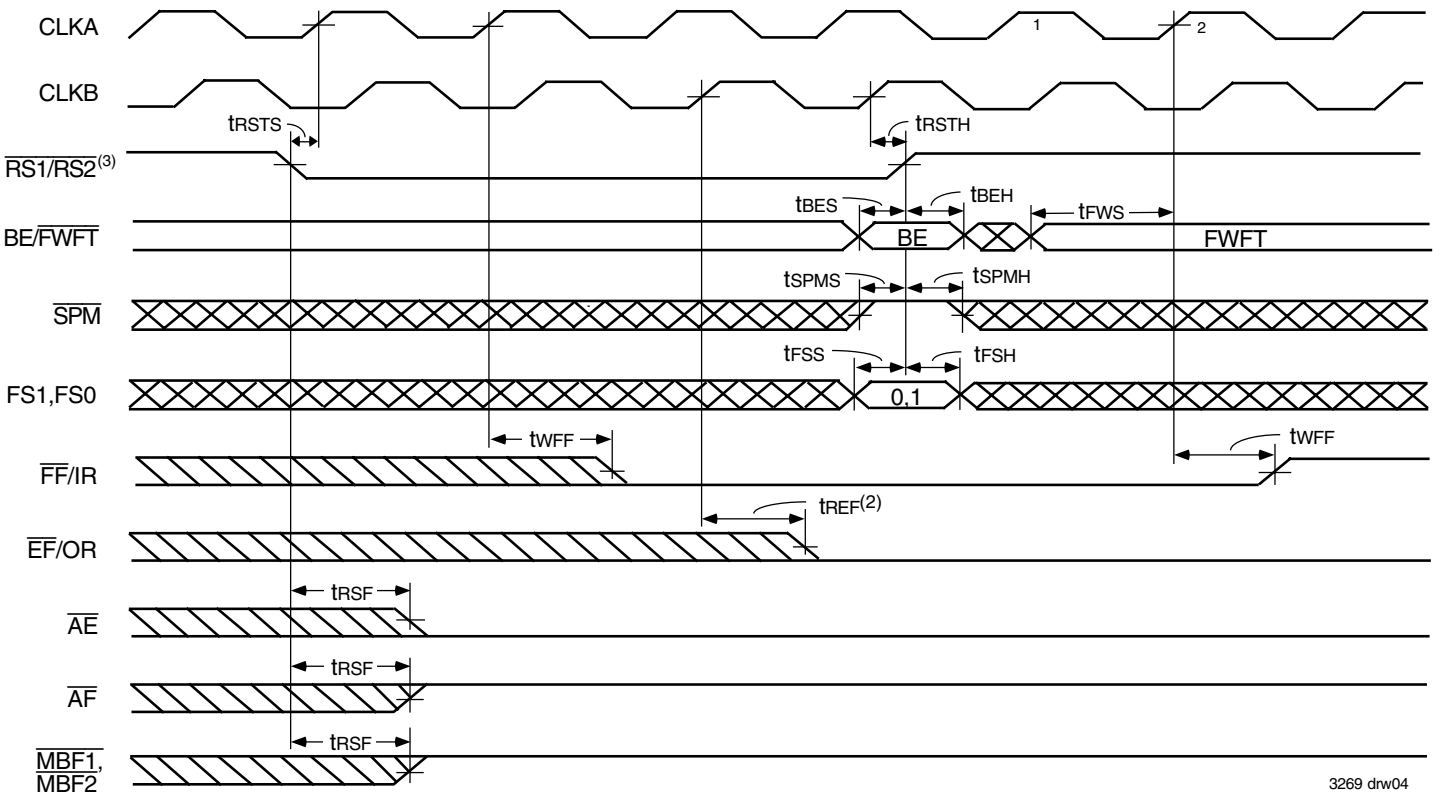 CLKA
1
2
CLKB
tRSTS
tRSTH
RS1/RS2(3)
tBES
tBEH
tFWS
BE/FWFT
BE
FWFT
tSPMS
tSPMH
SPM
tFSS
tFSH
FS1,FS0
0,1
tWFF
tWFF
FF/IR
tREF(2)
EF/OR
tRSF
AE
tRSF
AF
tRSF
MBF1,
MBF2
3269 drw04